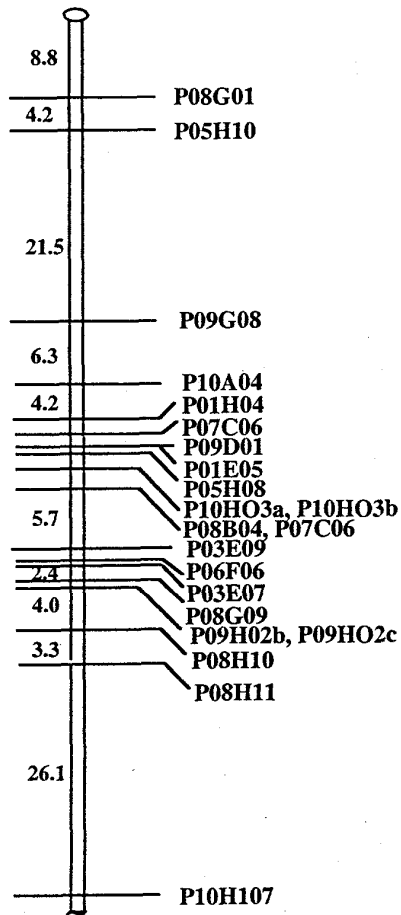 8.8
P08G01
4.2
P05H10
21.5
P09G08
6.3
P10A04
4.2
P01H04
P07C06
P09D01
P01E05
P05H08
P10HO3a, P10HO3b
5.7
P08B04, P07C06
P03E09
2.4
P06F06
P03E07
4.0
P08G09
P09H02b, P09HO2c
3.3
P08H10
P08H11
26.1
P10H107